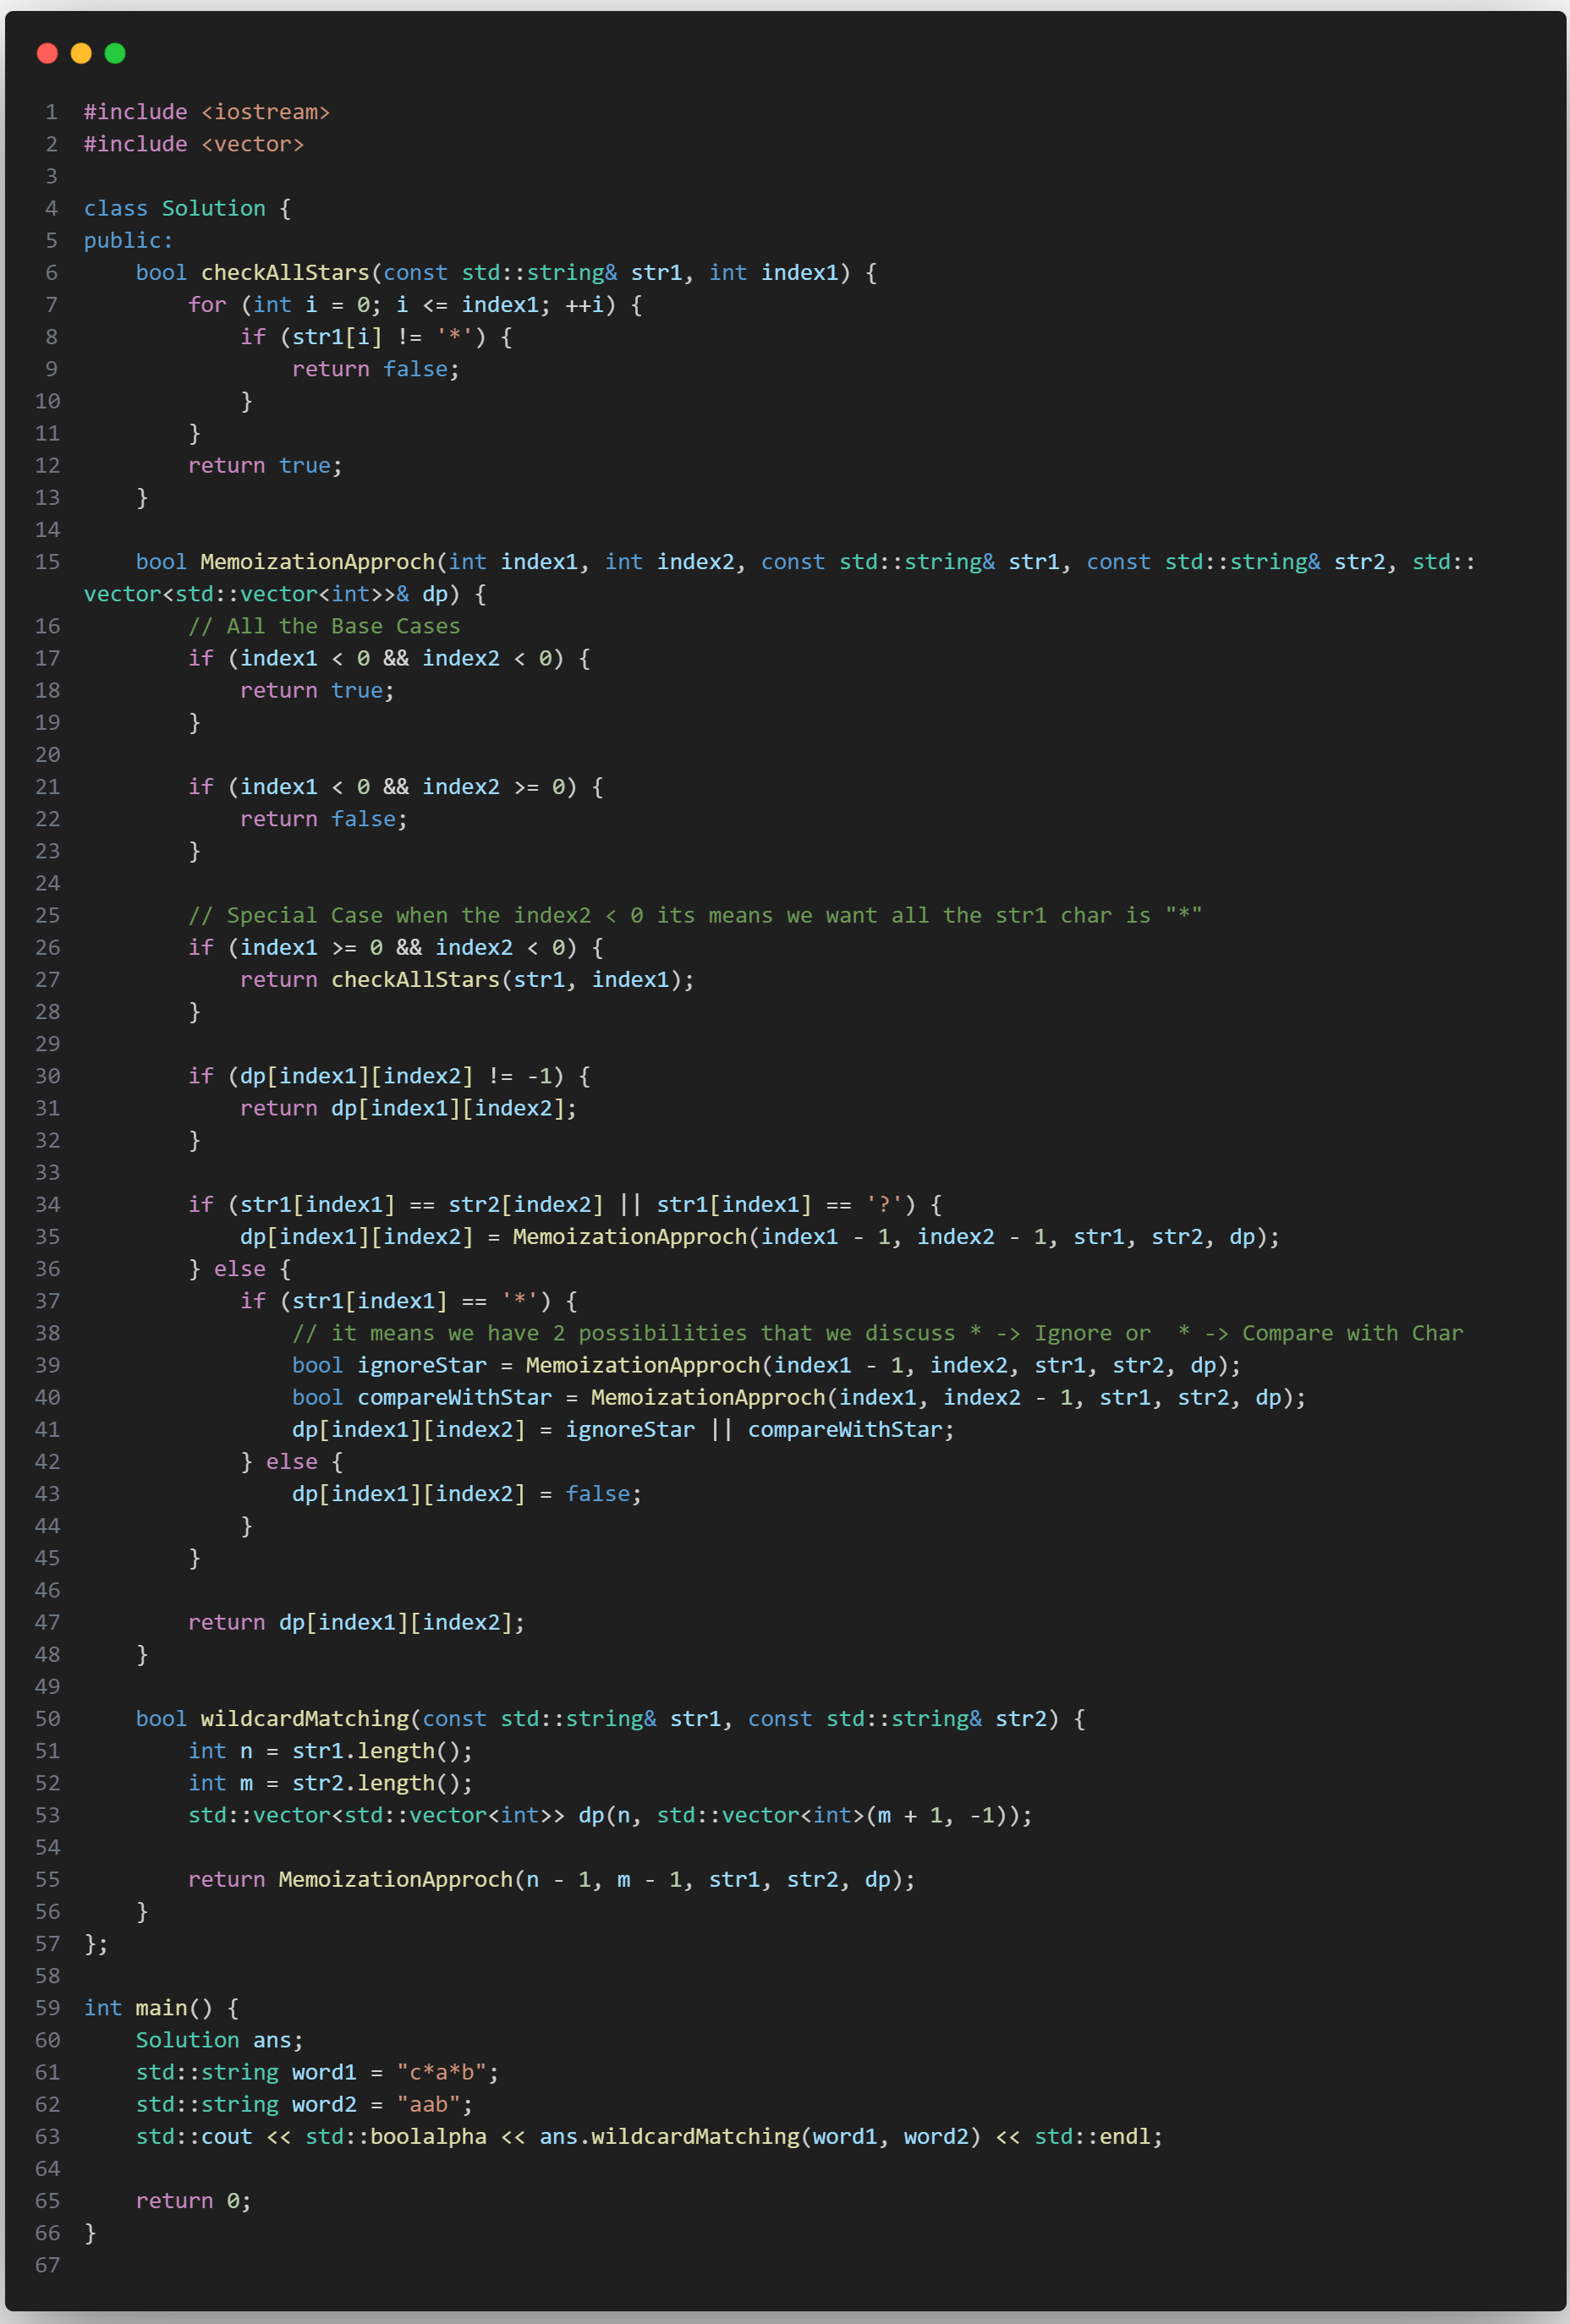 1 #include <iostream>
2 #include <vector>
3
4 class Solution {
5 public:
6     bool checkAllStars(const std::string& str1, int index1) {
7         for (int i = 0; i <= index1; ++i) {
8             if (str1[i] != '*') {
9                 return false;
10             }
11         }
12         return true;
13     }
14
15     bool MemoizationApproch(int index1, int index2, const std::string& str1, const std::string& str2, std::
vector<std::vector<int>>& dp) {
16         // All the Base Cases
17         if (index1 < 0 && index2 < 0) {
18             return true;
19         }
20
21         if (index1 < 0 && index2 >= 0) {
22             return false;
23         }
24
25         // Special Case when the index2 < 0 its means we want all the str1 char is "*"
26         if (index1 >= 0 && index2 < 0) {
27             return checkAllStars(str1, index1);
28         }
29
30         if (dp[index1][index2] != -1) {
31             return dp[index1][index2];
32         }
33
34         if (str1[index1] == str2[index2] || str1[index1] == '?') {
35             dp[index1][index2] = MemoizationApproch(index1 - 1, index2 - 1, str1, str2, dp);
36         } else {
37             if (str1[index1] == '*') {
38                 // it means we have 2 possibilities that we discuss * -> Ignore or  * -> Compare with Char
39                 bool ignoreStar = MemoizationApproch(index1 - 1, index2, str1, str2, dp);
40                 bool compareWithStar = MemoizationApproch(index1, index2 - 1, str1, str2, dp);
41                 dp[index1][index2] = ignoreStar || compareWithStar;
42             } else {
43                 dp[index1][index2] = false;
44             }
45         }
46
47         return dp[index1][index2];
48     }
49
50     bool wildcardMatching(const std::string& str1, const std::string& str2) {
51         int n = str1.length();
52         int m = str2.length();
53         std::vector<std::vector<int>> dp(n, std::vector<int>(m + 1, -1));
54
55         return MemoizationApproch(n - 1, m - 1, str1, str2, dp);
56     }
57 };
58
59 int main() {
60     Solution ans;
61     std::string word1 = "c*a*b";
62     std::string word2 = "aab";
63     std::cout << std::boolalpha << ans.wildcardMatching(word1, word2) << std::endl;
64
65     return 0;
66 }
67